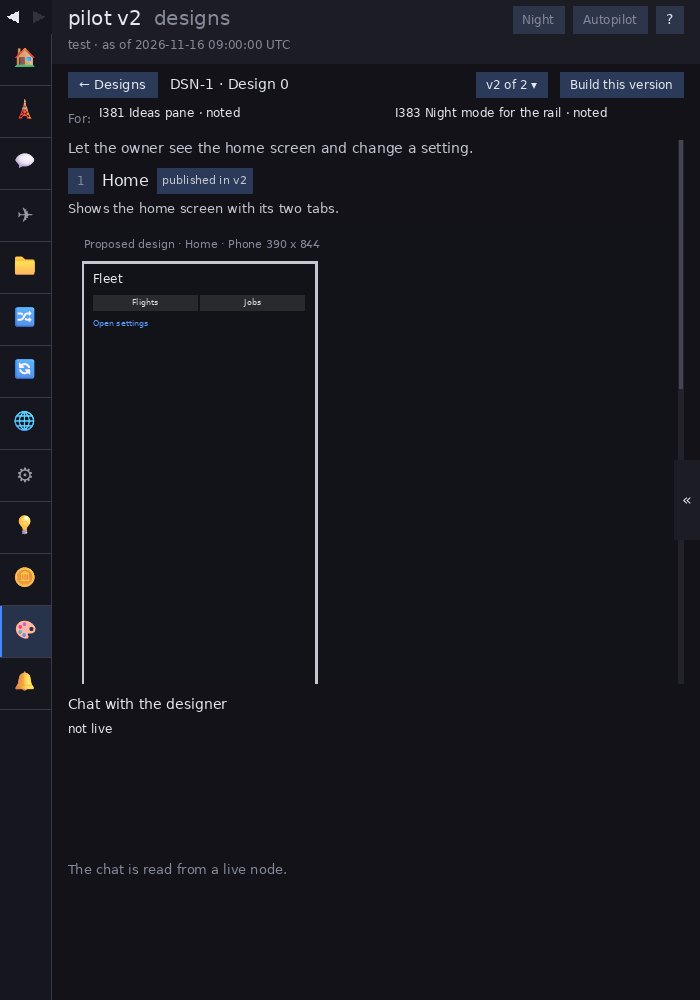 pilot v2 designs
Night
Autopilot
?
test · as of 2026-11-16 09:00:00 UTC
← Designs
DSN-1 · Design 0
v2 of 2 ▾
Build this version
For:
I381 Ideas pane · noted
I383 Night mode for the rail · noted
Let the owner see the home screen and change a setting.
1
Home
published in v2
Shows the home screen with its two tabs.
Proposed design · Home · Phone 390 x 844
Fleet
Flights
Jobs
Open settings
«
Chat with the designer
not live
The chat is read from a live node.